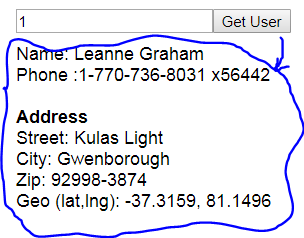 1 Get User
Name: Leanne Graham
Phone :1-770-736-8031 x56442
Address
Street: Kulas Light
City: Gwenborough
Zip: 92998-3874
Geo (lat,lng): -37.3159, 81.1496